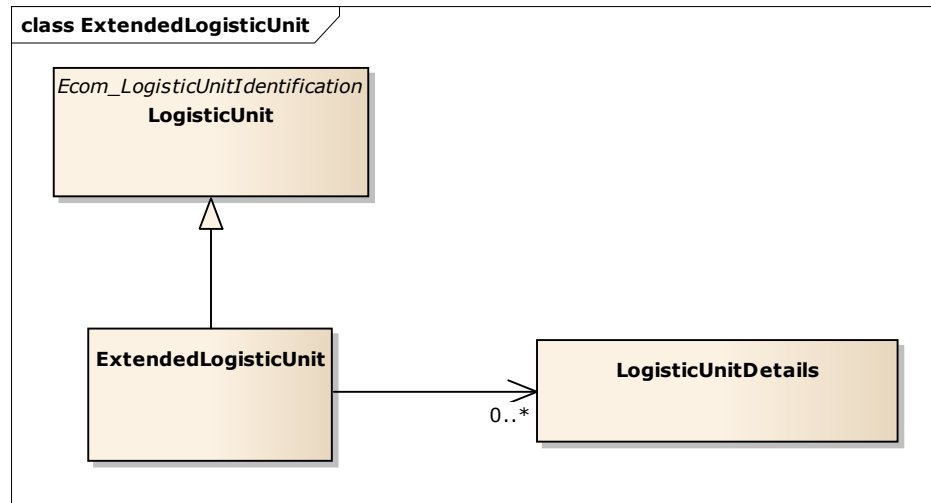 class ExtendedLogisticUnit
Ecom_LogisticUnitIdentification
LogisticUnit
ExtendedLogisticUnit
LogisticUnitDetails
0..*